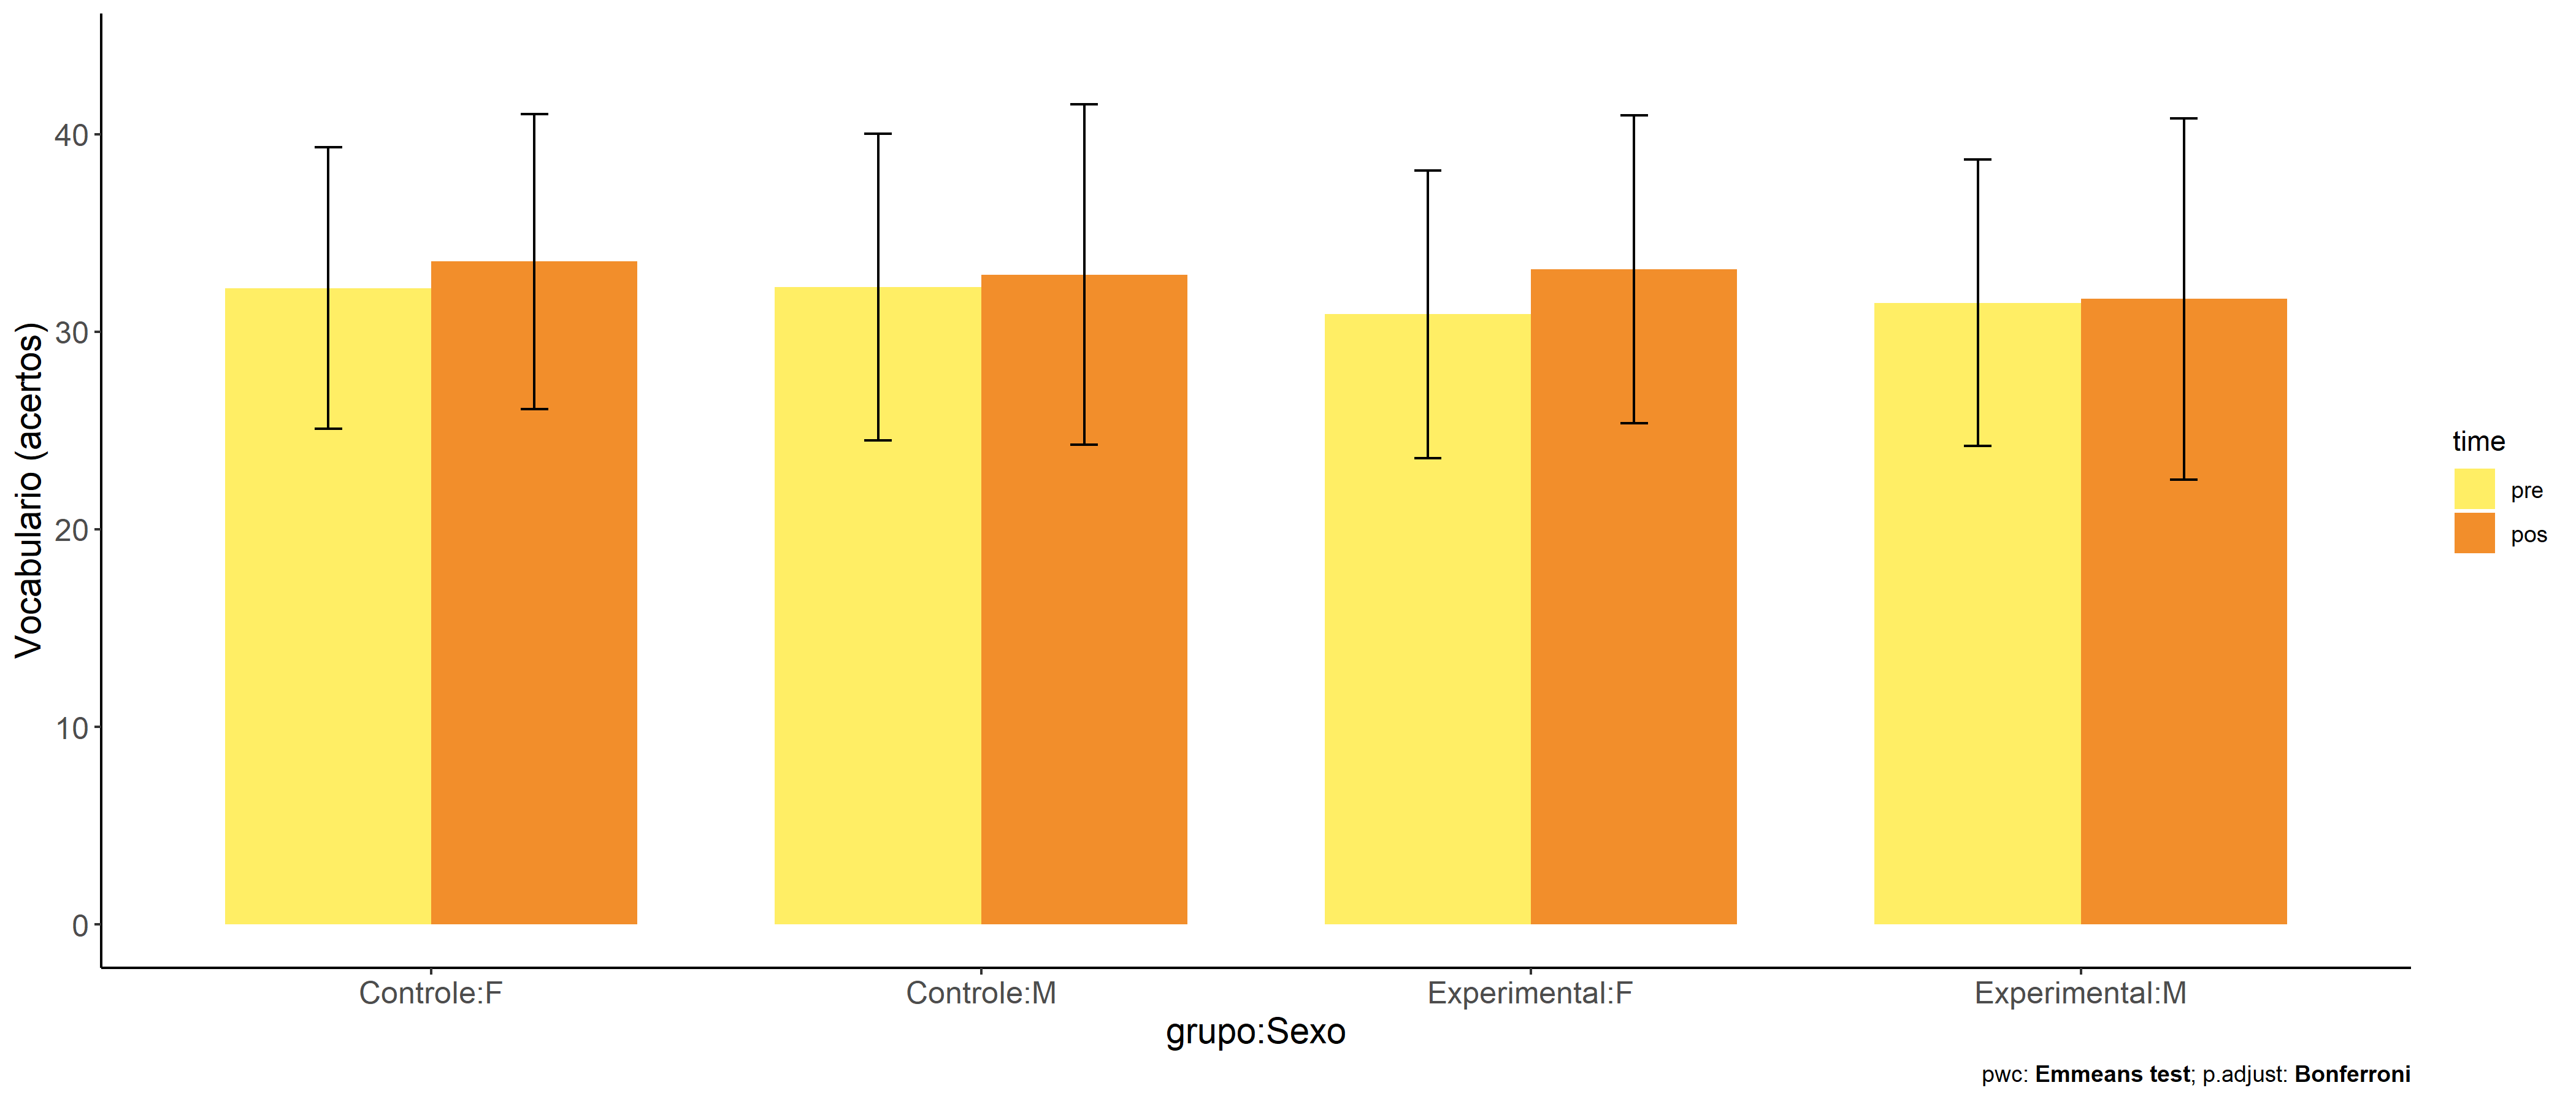 Vocabulario (acertos)
40
30
20
10
0
Controle:F
Controle:M
Experimental:F
Experimental:M
grupo:Sexo
time
pre
pos
pwc: Emmeans test; p.adjust: Bonferroni